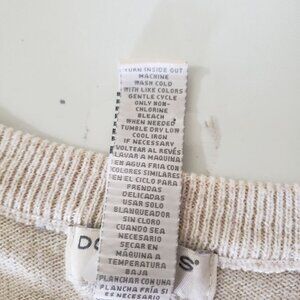 TURN INSIDE OUT
MACHINE
WASH COLD
WITH LIKE COLORS
GENTLE CYCLE
ONLY NON-
CHLORINE
BLEACH
WHEN NEEDED
TUMBLE DRY LOW
COOL IRON
IF NECESSARY
VOLTEAR AL REVÉS
LAVAR A MÁQUINA
EN AGUA FRIA CON
COLORES SIMILARES
EN EL CICLO PARA
PRENDAS
DELICADAS
USAR SOLO
BLANQUEADOR
SIN CLORO
CUANDO SEA
NECESARIO
SECAR EN
MÁQUINA A
TEMPERATURA
BAJA
PLANCHAR CON UNA
PLANCHA FRÍA SI
ES NECESARIO